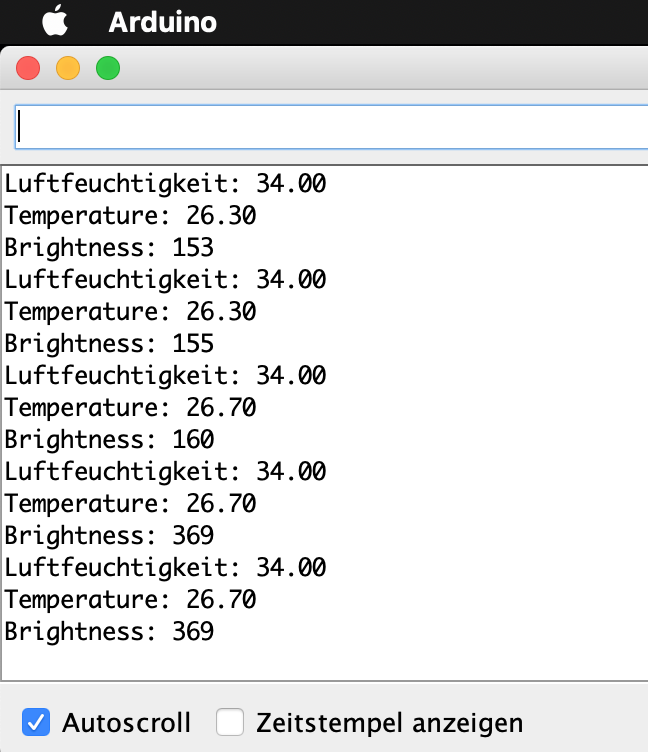 Arduino
Luftfeuchtigkeit: 34.00
Temperature: 26.30
Brightness: 153
Luftfeuchtigkeit: 34.00
Temperature: 26.30
Brightness: 155
Luftfeuchtigkeit: 34.00
Temperature: 26.70
Brightness: 160
Luftfeuchtigkeit: 34.00
Temperature: 26.70
Brightness: 369
Luftfeuchtigkeit: 34.00
Temperature: 26.70
Brightness: 369
Autoscroll Zeitstempel anzeigen